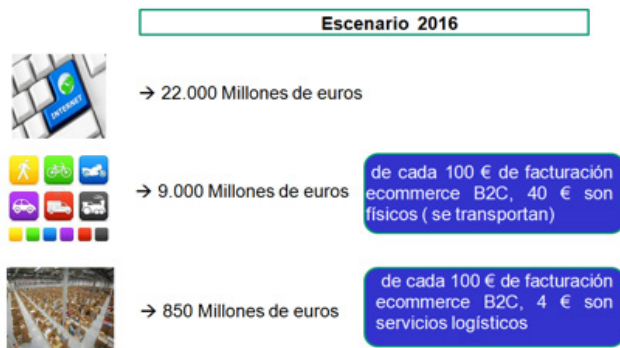 Escenario 2016
INTERNET
→ 22.000 Millones de euros
→ 9.000 Millones de euros
de cada 100 € de facturación
ecommerce B2C, 40 € son
físicos ( se transportan)
→ 850 Millones de euros
de cada 100 € de facturación
ecommerce B2C, 4 € son
servicios logísticos